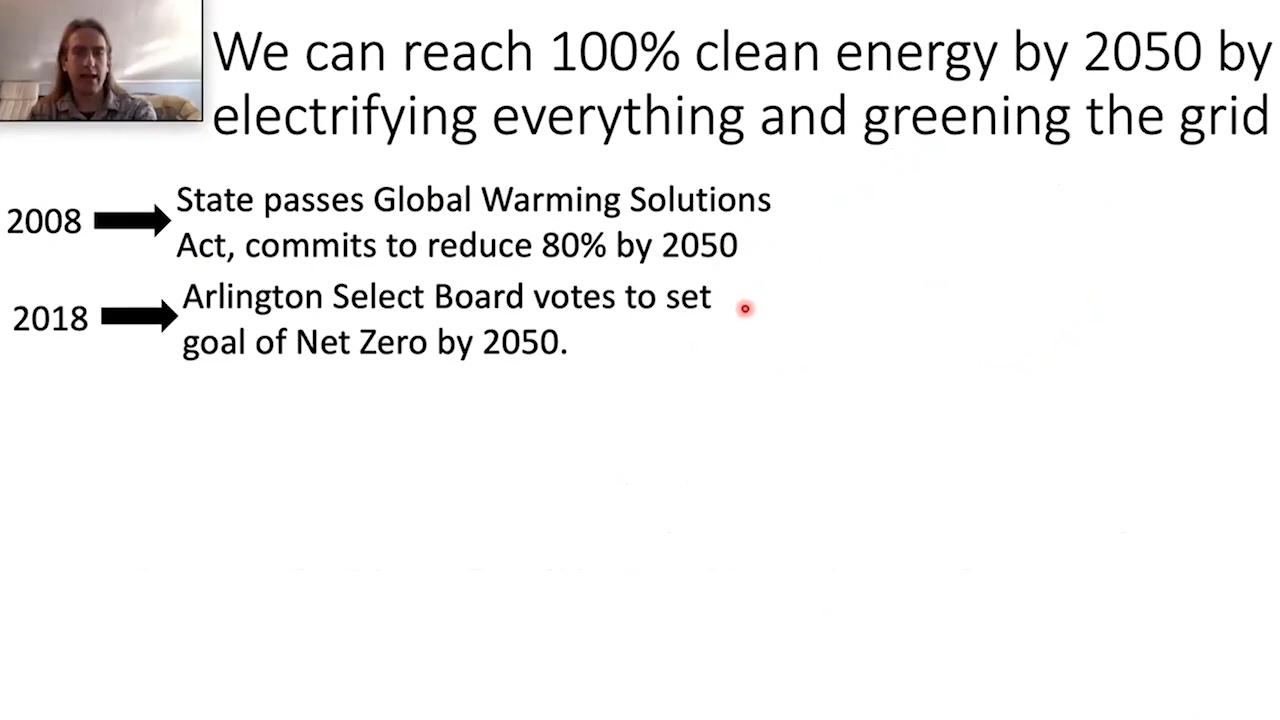 We can reach 100% clean energy by 2050 by
electrifying everything and greening the grid
2008
State passes Global Warming Solutions
Act, commits to reduce 80% by 2050
2018
Arlington Select Board votes to set
goal of Net Zero by 2050.